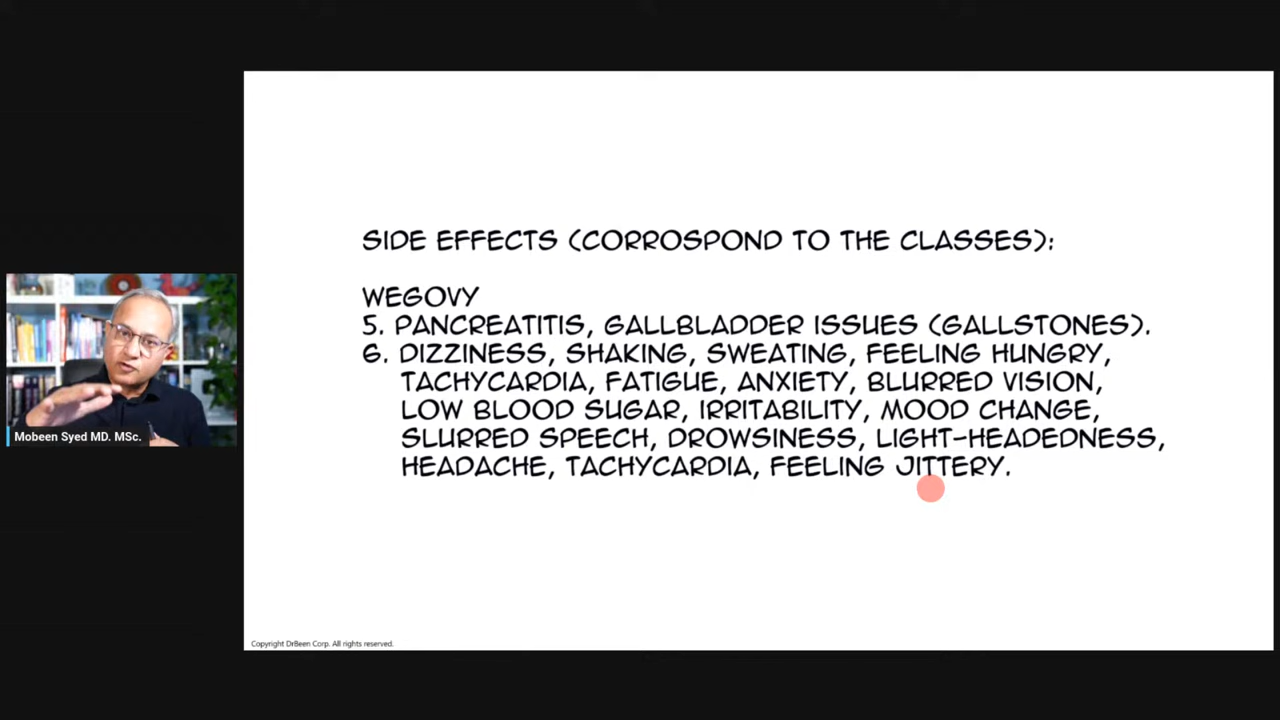 SIDE EFFECTS (CORROSPOND TO THE CLASSES):
WEGOVY
5. PANCREATITIS, GALLBLADDER ISSUES (GALLSTONES).
6. DIZZINESS, SHAKING, SWEATING, FEELING HUNGRY,
TACHYCARDIA, FATIGUE, ANXIETY, BLURRED VISION,
LOW BLOOD SUGAR, IRRITABILITY, MOOD CHANGE,
SLURRED SPEECH, DROWSINESS, LIGHT-HEADEDNESS,
HEADACHE, TACHYCARDIA, FEELING JITTERY.
Mobeen Syed MD. MSc.
Copyright DrBeen Corp. All rights reserved.